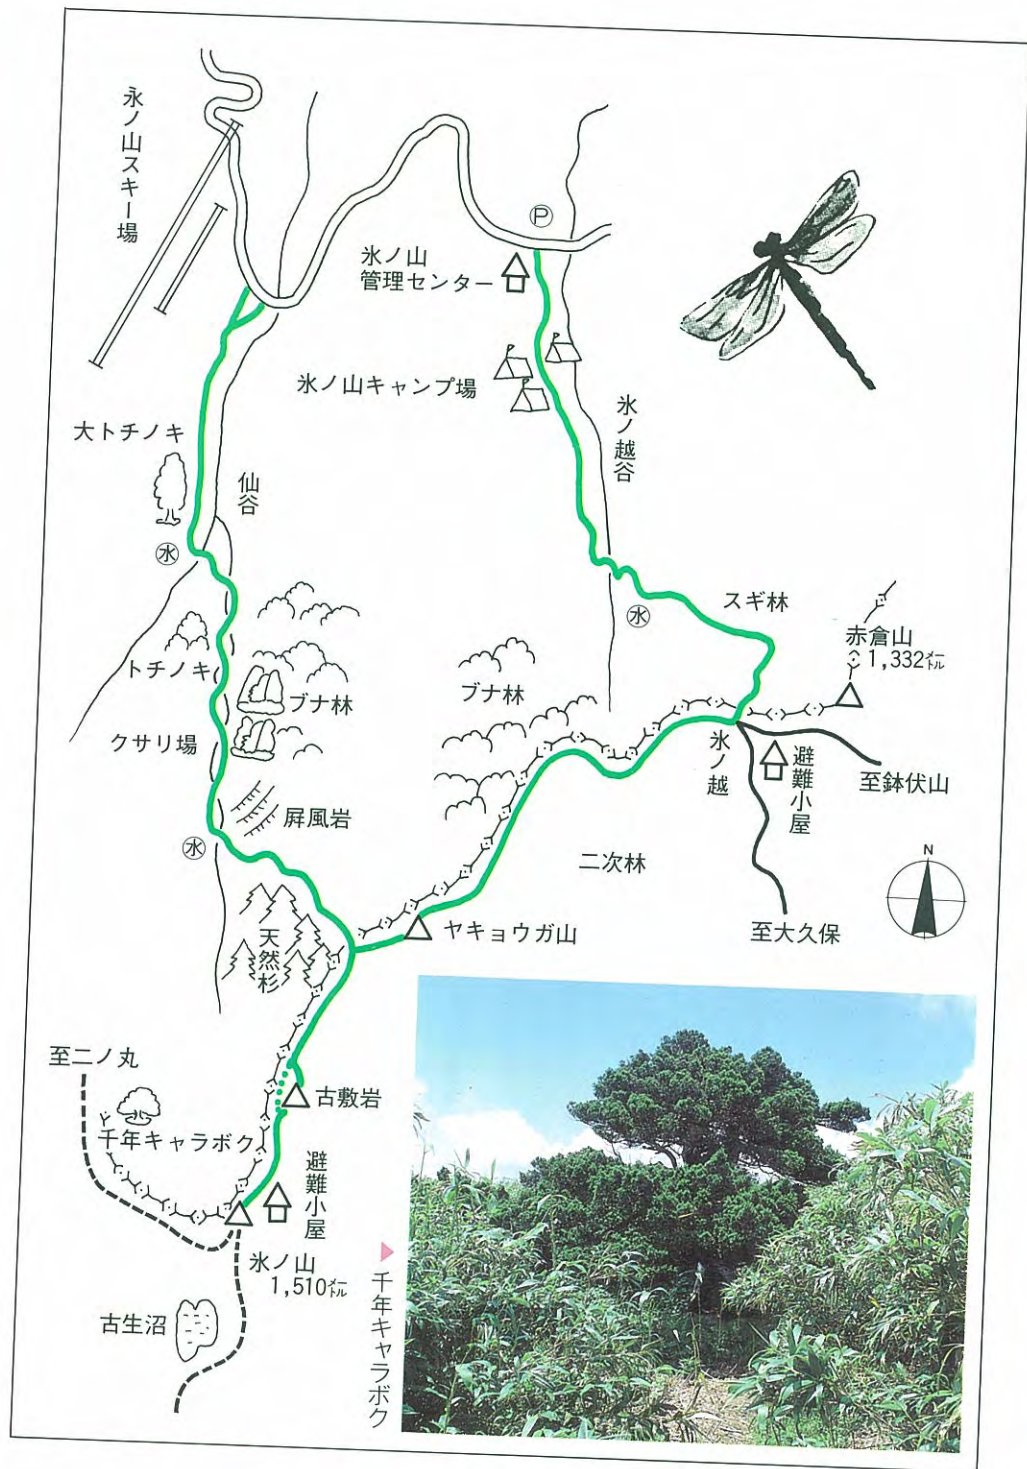 氷ノ山スキー場
Ⓟ
氷ノ山
管理センター
氷ノ山キャンプ場
氷ノ越谷
大トチノキ
仙谷
㊌
㊌
スギ林
赤倉山
1,332㍍
トチノキ
ブナ林
ブナ林
クサリ場
氷ノ越
避難小屋
至鉢伏山
屏風岩
㊌
二次林
N
天然杉
ヤキョウガ山
至大久保
至二ノ丸
古敷岩
千年キャラボク
避難小屋
氷ノ山
1,510㍍
古生沼
▶千年キャラボク